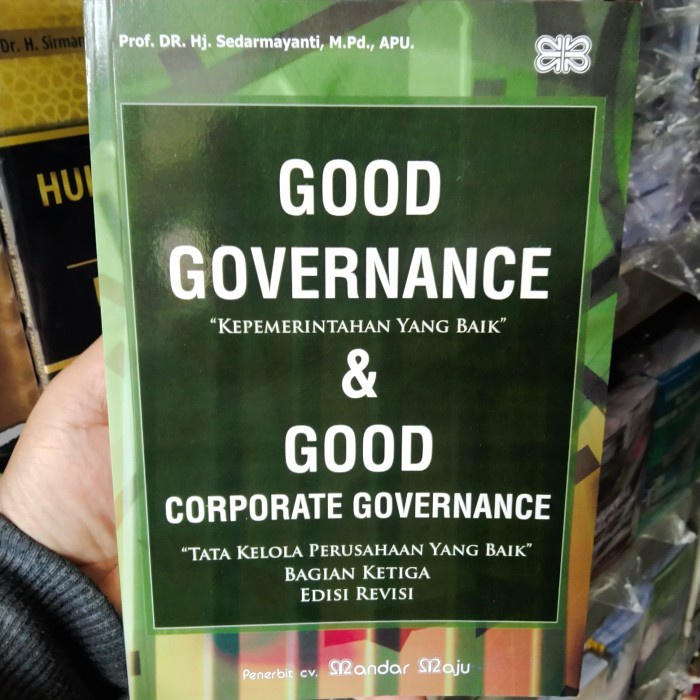 Prof. DR. Hj. Sedarmayanti, M.Pd., APU.
GOOD
GOVERNANCE
“KEPEMERINTAHAN YANG BAIK”
&
GOOD
CORPORATE GOVERNANCE
“TATA KELOLA PERUSAHAAN YANG BAIK”
BAGIAN KETIGA
EDISI REVISI
Penerbit cv. Mandar Maju
Dr. H.